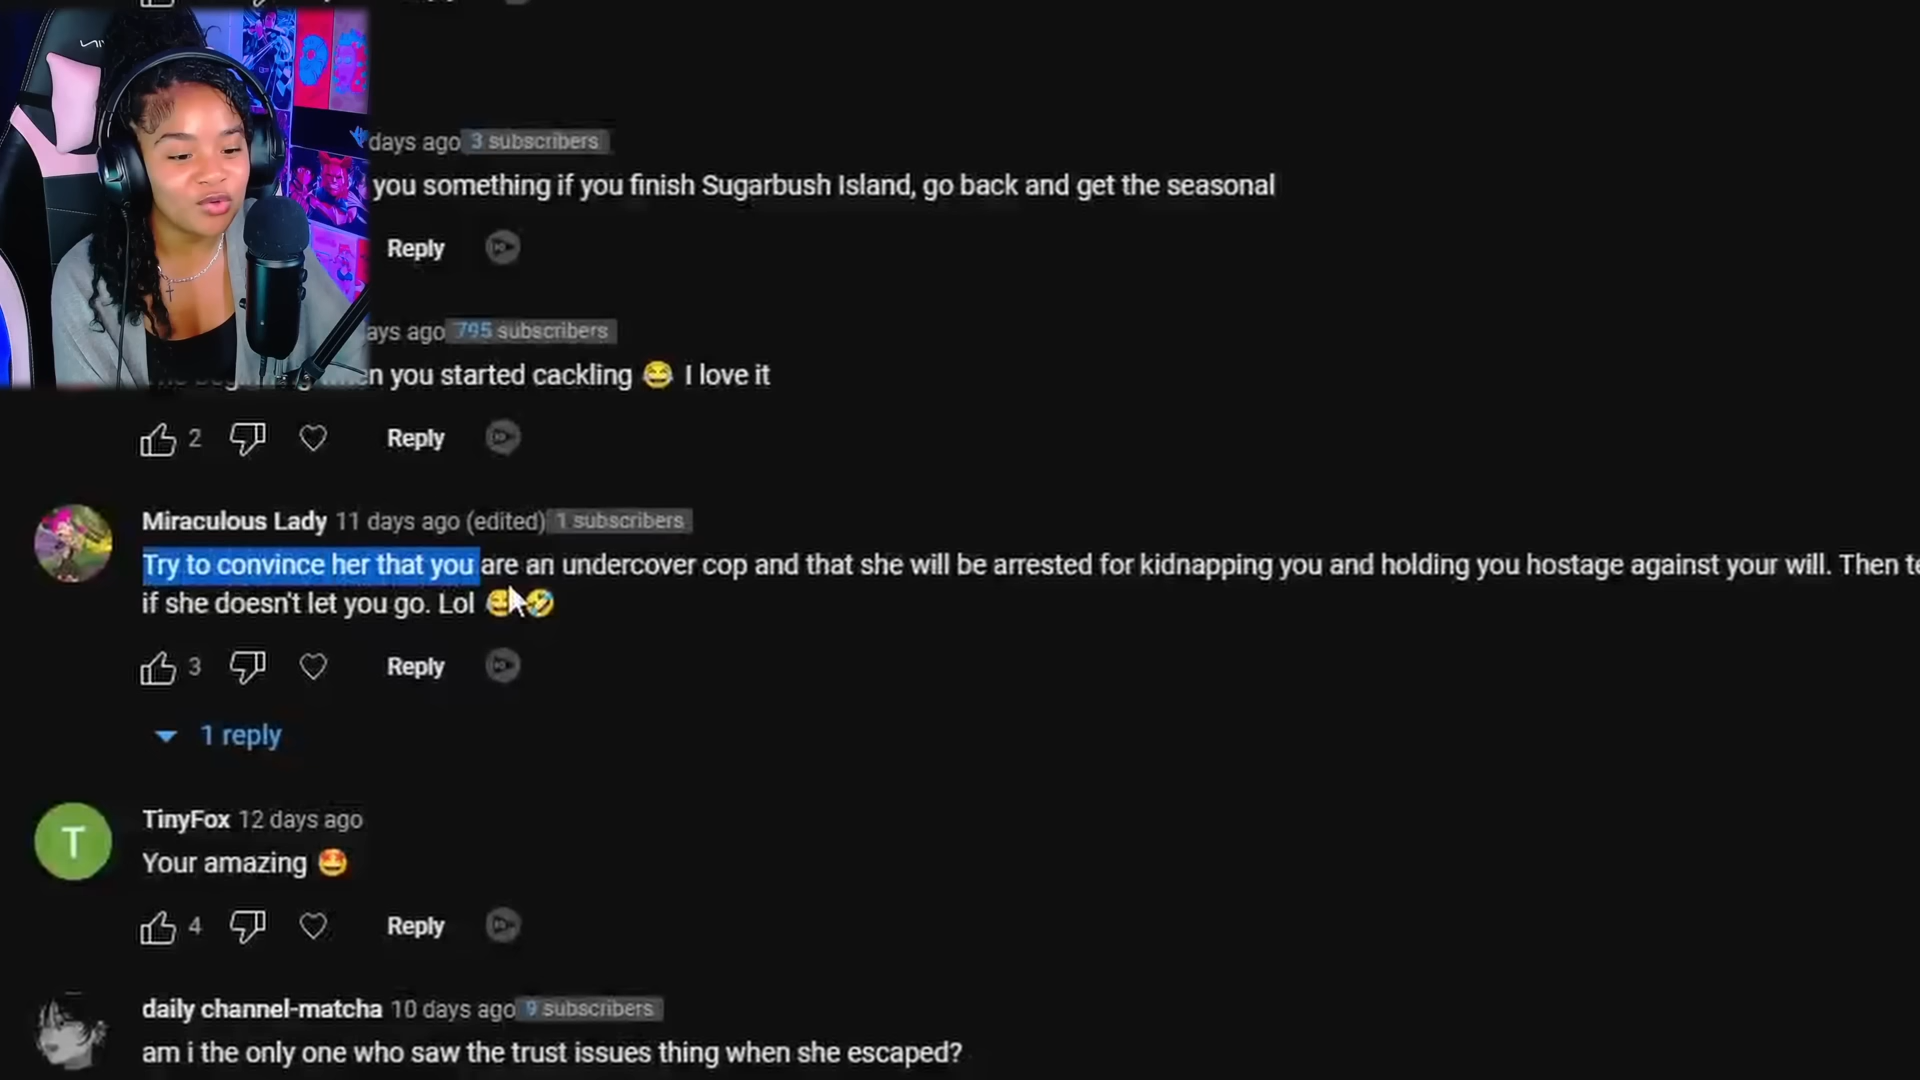 days ago 3 subscribers
you something if you finish Sugarbush Island, go back and get the seasonal
Reply
ays ago 795 subscribers
n you started cackling 😂 I love it
2 Reply
Miraculous Lady 11 days ago (edited) 1 subscribers
Try to convince her that you are an undercover cop and that she will be arrested for kidnapping you and holding you hostage against your will. Then te
if she doesn't let you go. Lol 😅🤣
3 Reply
1 reply
TinyFox 12 days ago
T
Your amazing 🤩
4 Reply
daily channel-matcha 10 days ago 9 subscribers
am i the only one who saw the trust issues thing when she escaped?